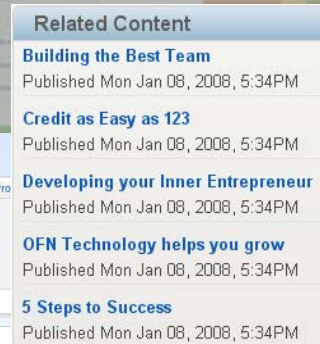 Related Content
Building the Best Team
Published Mon Jan 08, 2008, 5:34PM
Credit as Easy as 123
Published Mon Jan 08, 2008, 5:34PM
Developing your Inner Entrepreneur
Published Mon Jan 08, 2008, 5:34PM
OFN Technology helps you grow
Published Mon Jan 08, 2008, 5:34PM
5 Steps to Success
Published Mon Jan 08, 2008, 5:34PM